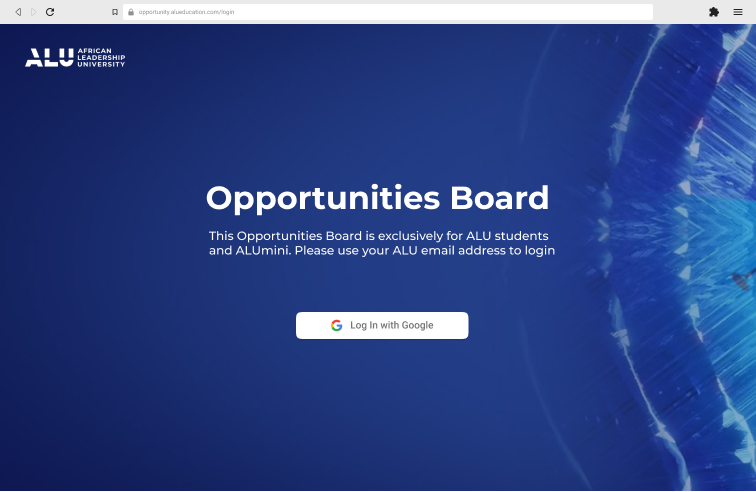 opportunity.alueducation.com/login
ALU AFRICAN
LEADERSHIP
UNIVERSITY
Opportunities Board
This Opportunities Board is exclusively for ALU students
and ALUmini. Please use your ALU email address to login
Log In with Google